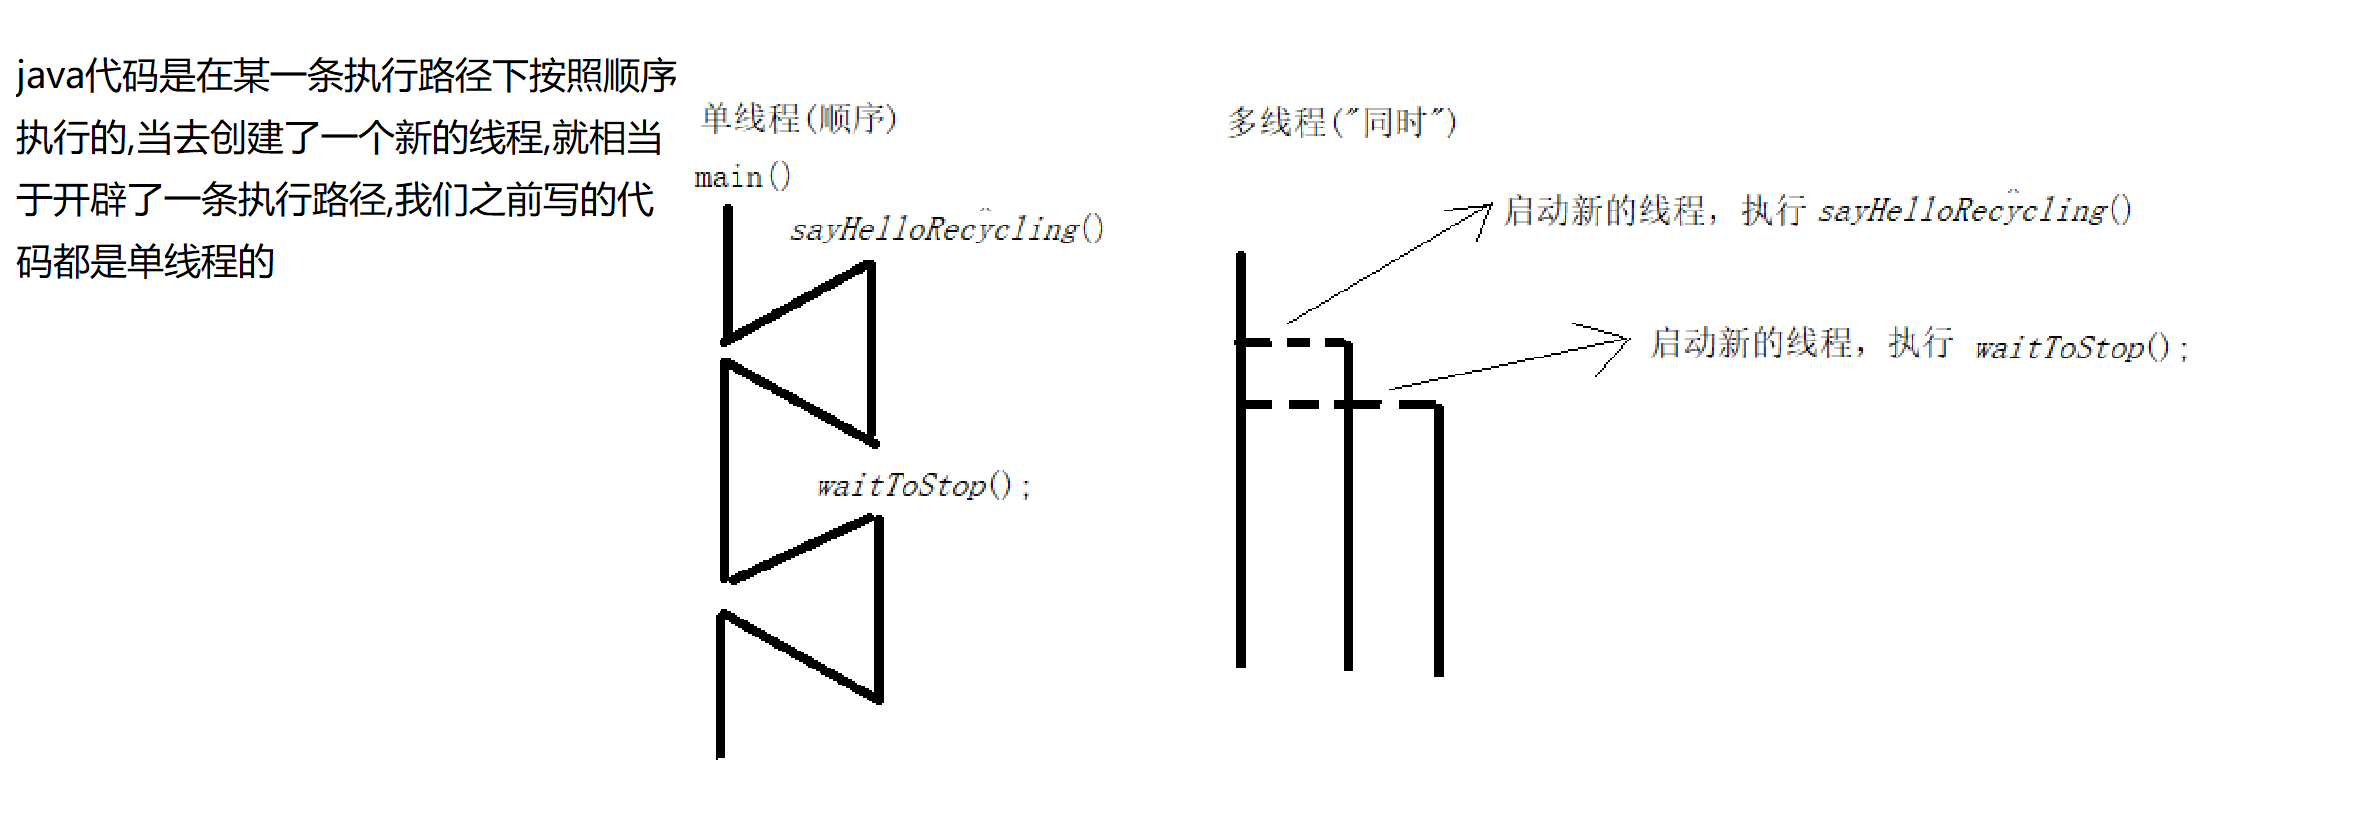 java代码是在某一条执行路径下按照顺序
执行的,当去创建了一个新的线程,就相当
于开辟了一条执行路径,我们之前写的代
码都是单线程的
单线程(顺序)
main()
sayHelloRecycling()
waitToStop();
多线程("同时")
启动新的线程，执行 sayHelloRecycling()
启动新的线程，执行 waitToStop();